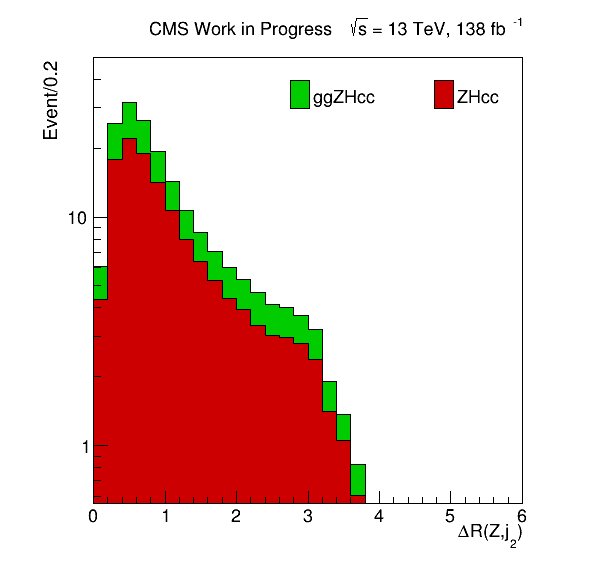 CMS Work in Progress √s = 13 TeV, 138 fb -1
Event/0.2
ggZHcc ZHcc
10
1
0 1 2 3 4 5 6
ΔR(Z,j2)